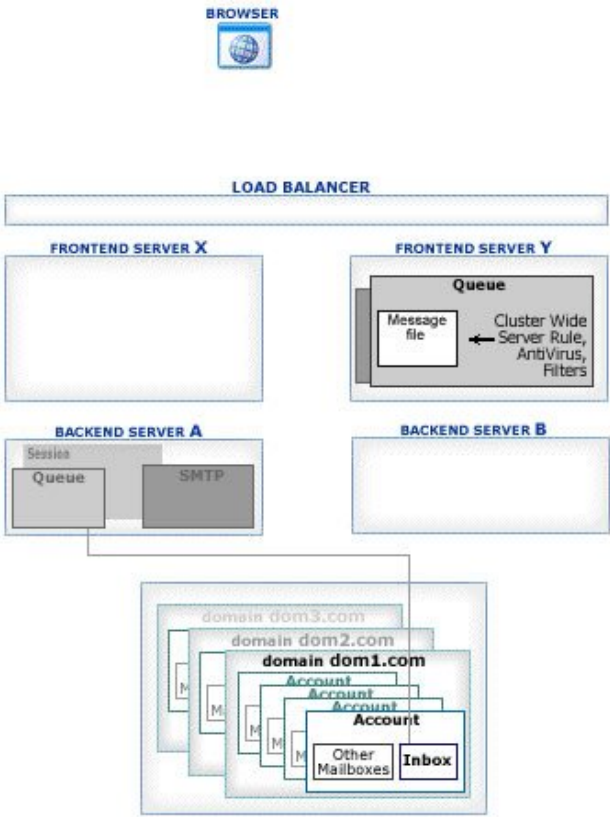 BROWSER
LOAD BALANCER
FRONTEND SERVER X
FRONTEND SERVER Y
Queue
Message
file
Cluster Wide
Server Rule,
AntiVirus,
Filters
BACKEND SERVER A
BACKEND SERVER B
Session
Queue
SMTP
domain dom3.com
domain dom2.com
domain dom1.com
Account
Account
Account
Account
M
M
M
M
M
Other
Mailboxes
Inbox